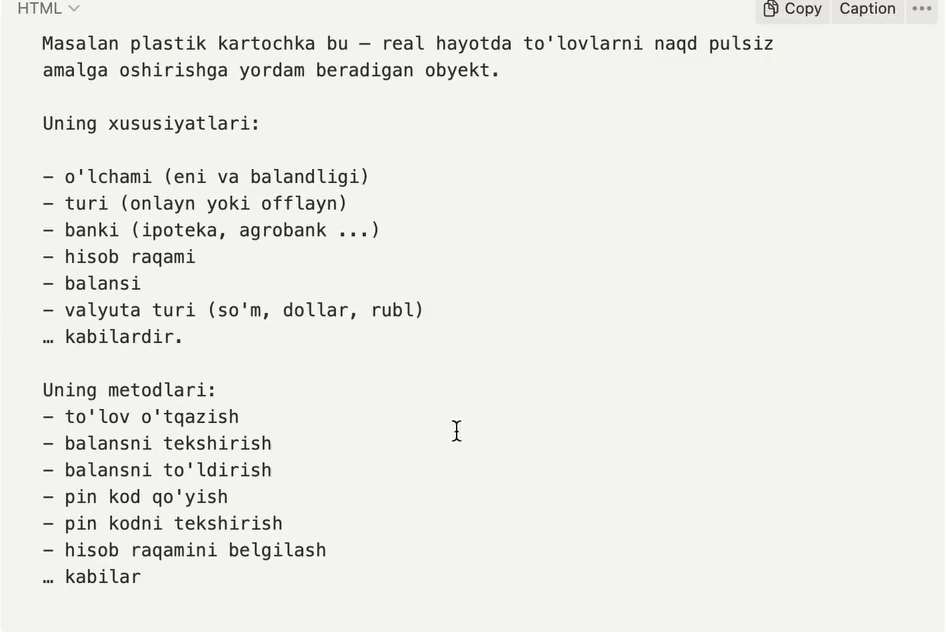 HTML
Copy Caption ...
Masalan plastik kartochka bu – real hayotda to'lovlarni naqd pulsiz
amalga oshirishga yordam beradigan obyekt.
Uning xususiyatlari:
– o'lchami (eni va balandligi)
– turi (onlayn yoki offlayn)
– banki (ipoteka, agrobank ...)
– hisob raqami
– balansi
– valyuta turi (so'm, dollar, rubl)
… kabilardir.
Uning metodlari:
– to'lov o'tqazish
– balansni tekshirish
– balansni to'ldirish
– pin kod qo'yish
– pin kodni tekshirish
– hisob raqamini belgilash
… kabilar